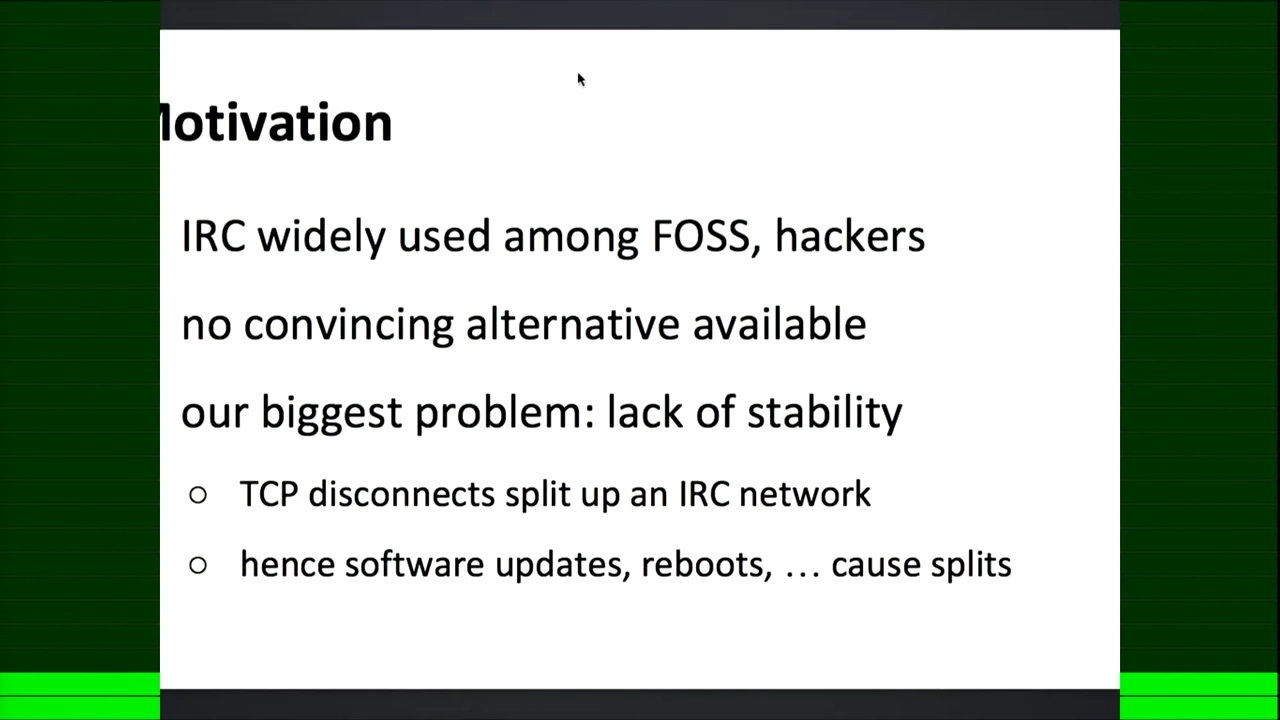 Motivation
IRC widely used among FOSS, hackers
no convincing alternative available
our biggest problem: lack of stability
○ TCP disconnects split up an IRC network
○ hence software updates, reboots, … cause splits